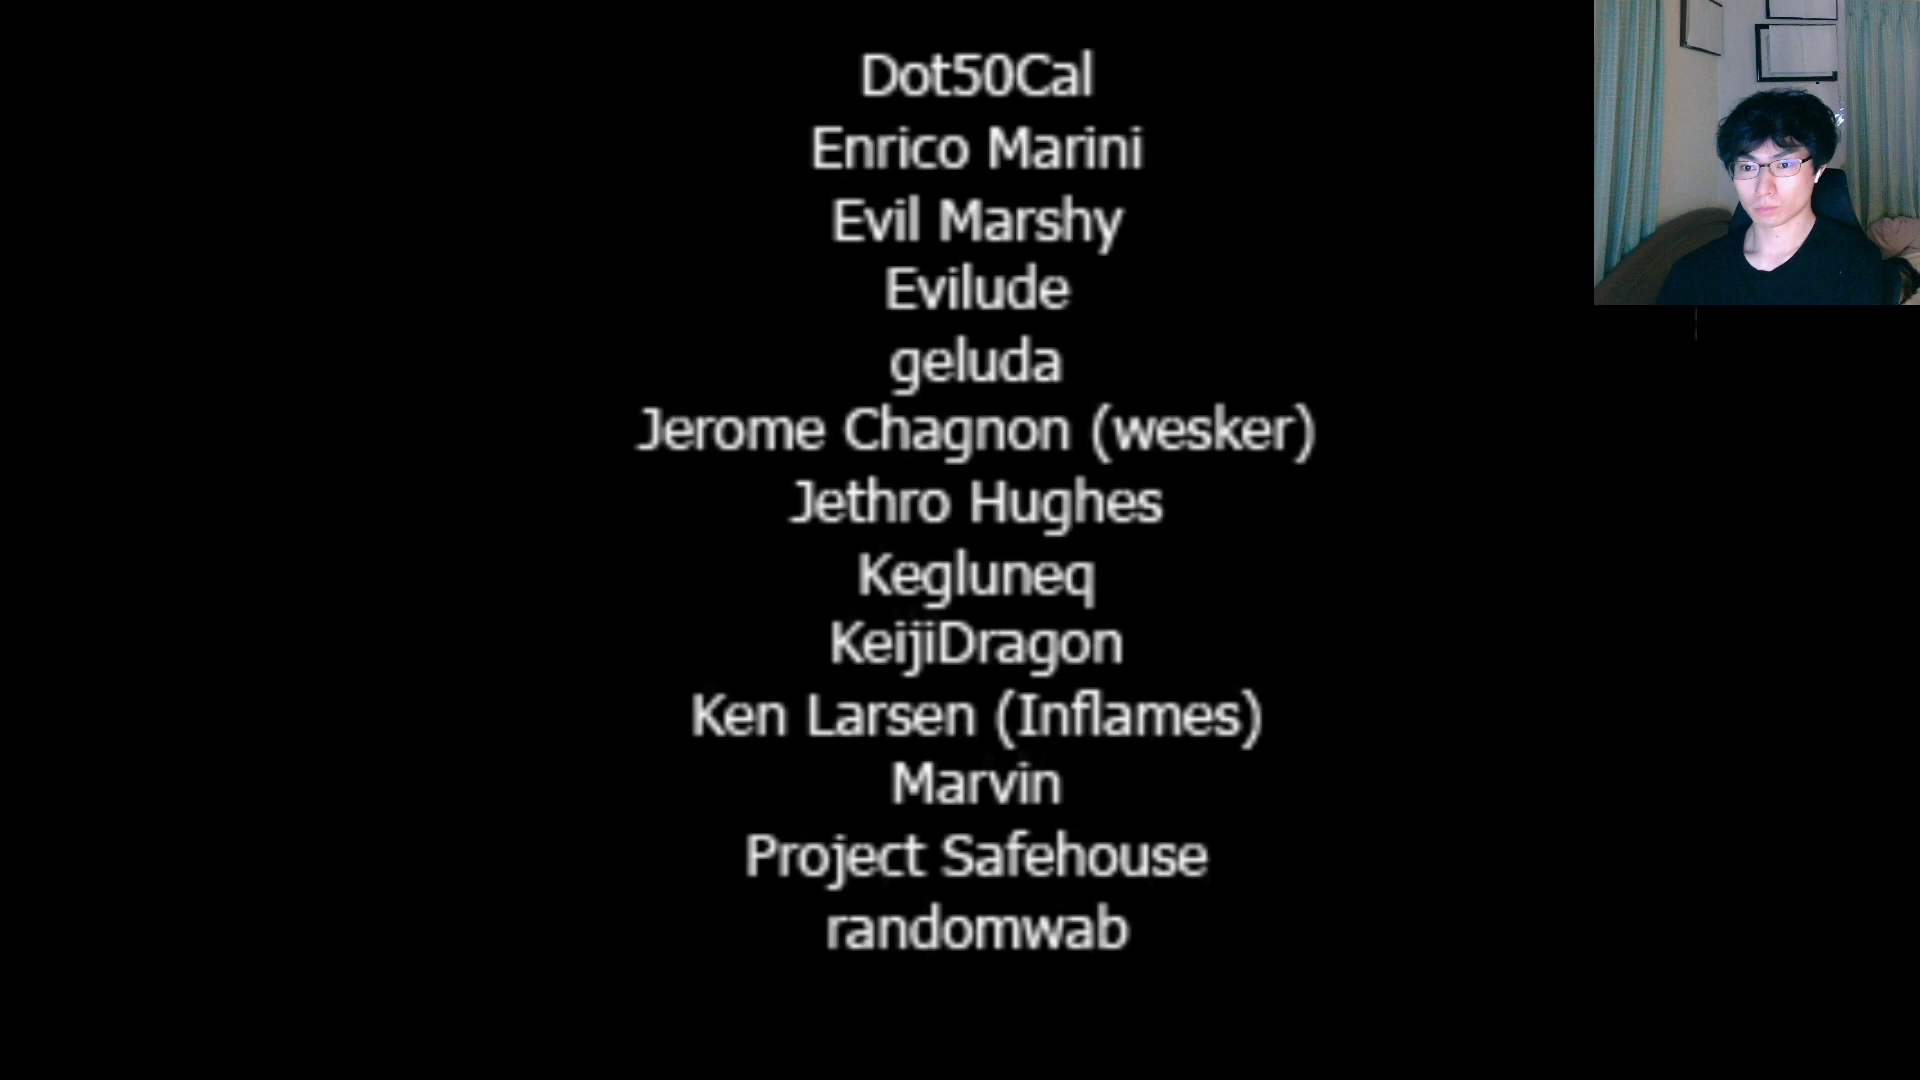 Dot50Cal
Enrico Marini
Evil Marshy
Evilude
geluda
Jerome Chagnon (wesker)
Jethro Hughes
Kegluneq
KeijiDragon
Ken Larsen (Inflames)
Marvin
Project Safehouse
randomwab